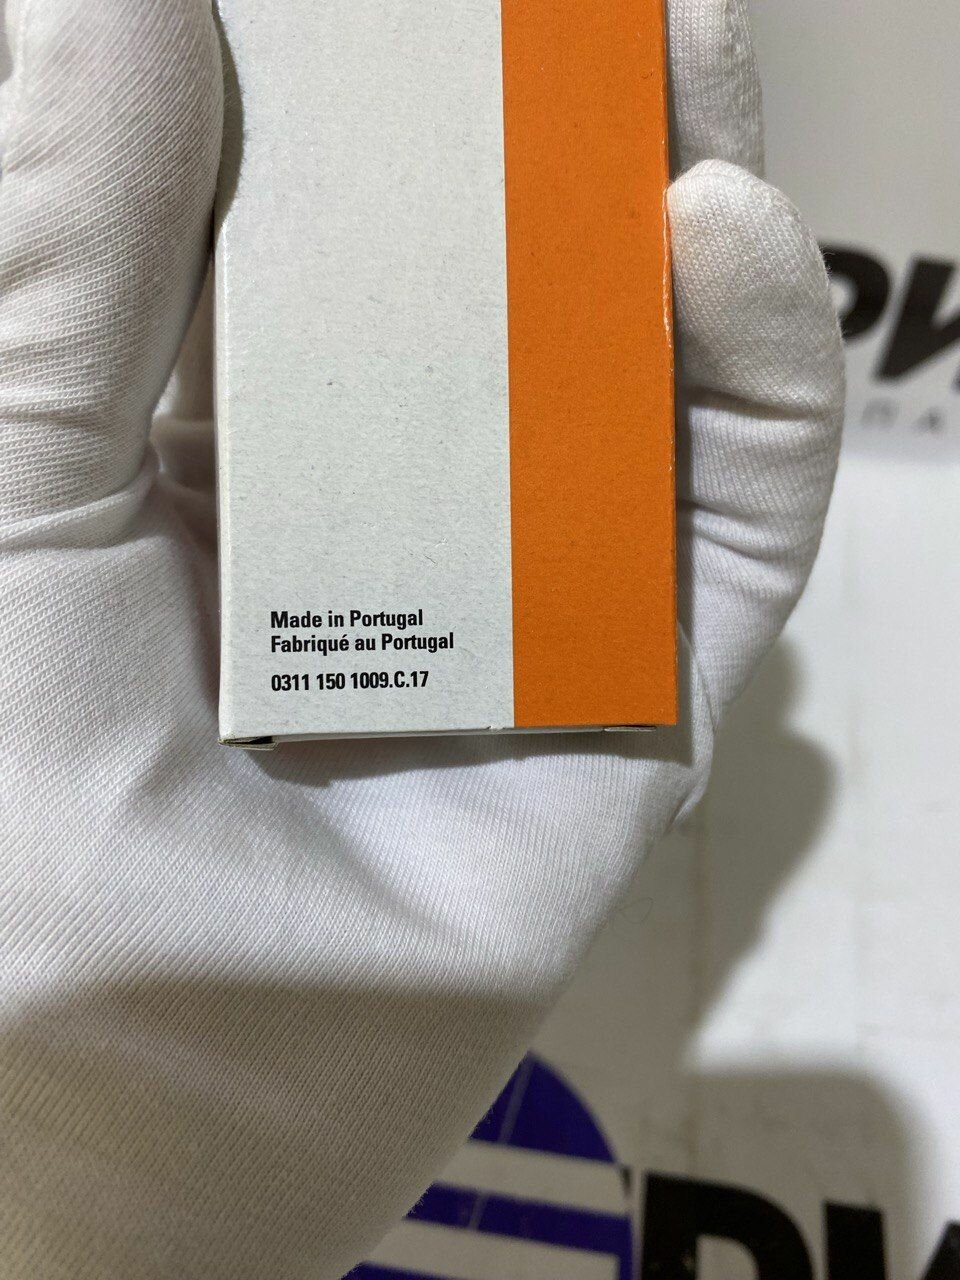 Made in Portugal
Fabriqué au Portugal
0311 150 1009.C.17